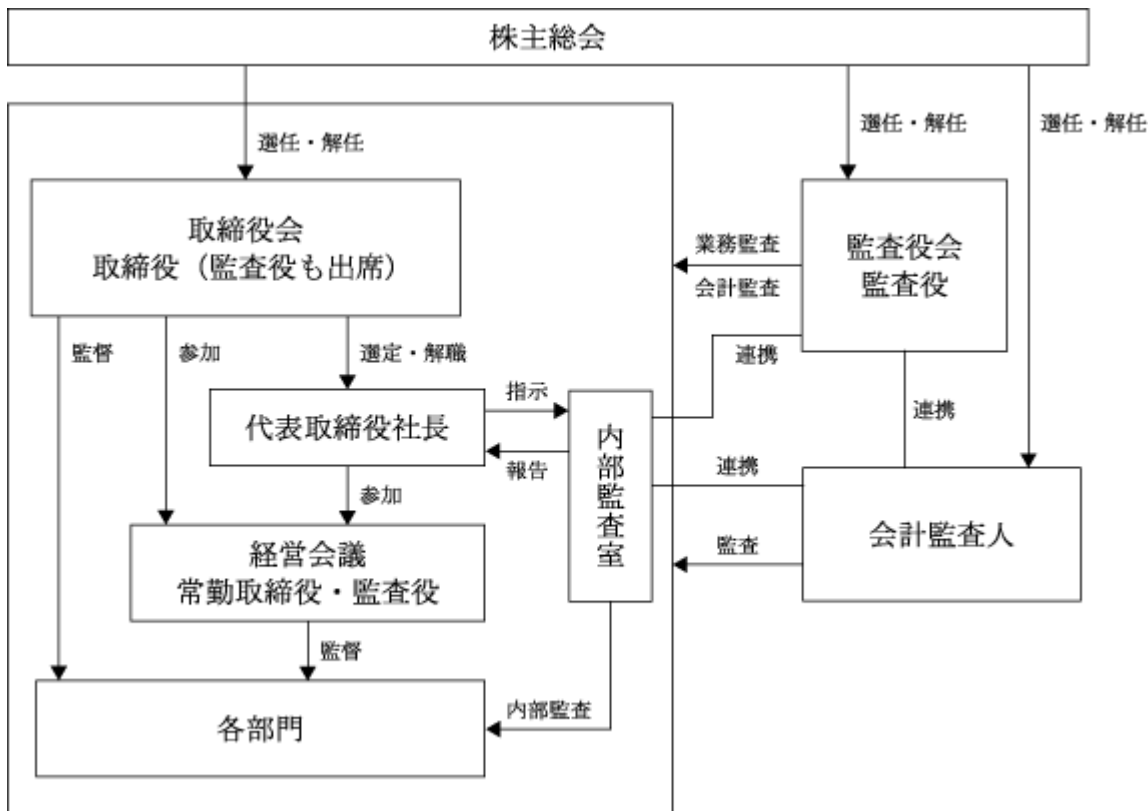 株主総会
選任・解任
選任・解任
選任・解任
取締役会
取締役（監査役も出席）
業務監査
会計監査
監査役会
監査役
監督
参加
選定・解職
連携
指示
代表取締役社長
報告
内部監査室
連携
連携
参加
経営会議
常勤取締役・監査役
監査
会計監査人
監督
各部門
内部監査